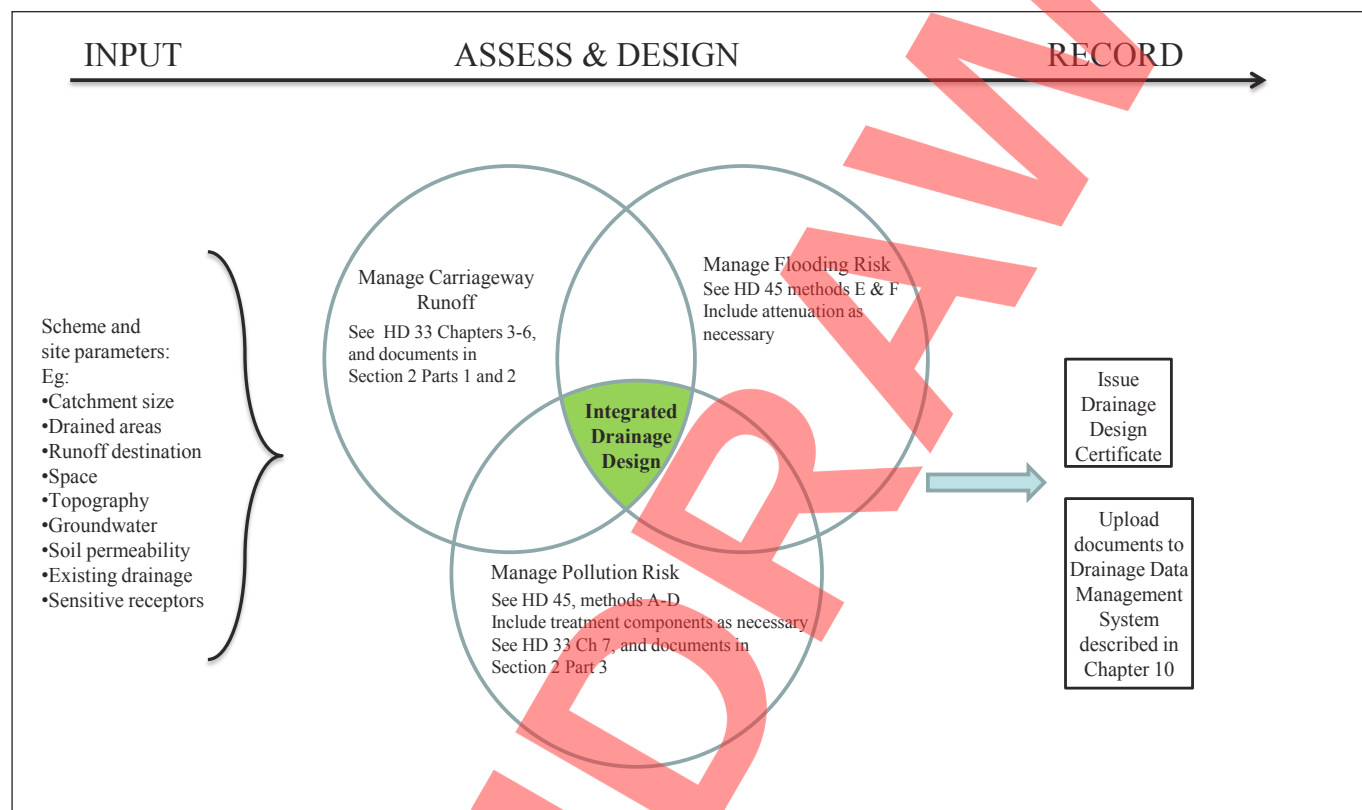 INPUT
ASSESS & DESIGN
RECORD
Scheme and
site parameters:
Eg:
•Catchment size
•Drained areas
•Runoff destination
•Space
•Topography
•Groundwater
•Soil permeability
•Existing drainage
•Sensitive receptors
Manage Carriageway
Runoff
See HD 33 Chapters 3-6,
and documents in
Section 2 Parts 1 and 2
Manage Flooding Risk
See HD 45 methods E & F
Include attenuation as
necessary
Integrated
Drainage
Design
Manage Pollution Risk
See HD 45, methods A-D
Include treatment components as necessary
See HD 33 Ch 7, and documents in
Section 2 Part 3
Issue
Drainage
Design
Certificate
Upload
documents to
Drainage Data
Management
System
described in
Chapter 10
DRAW